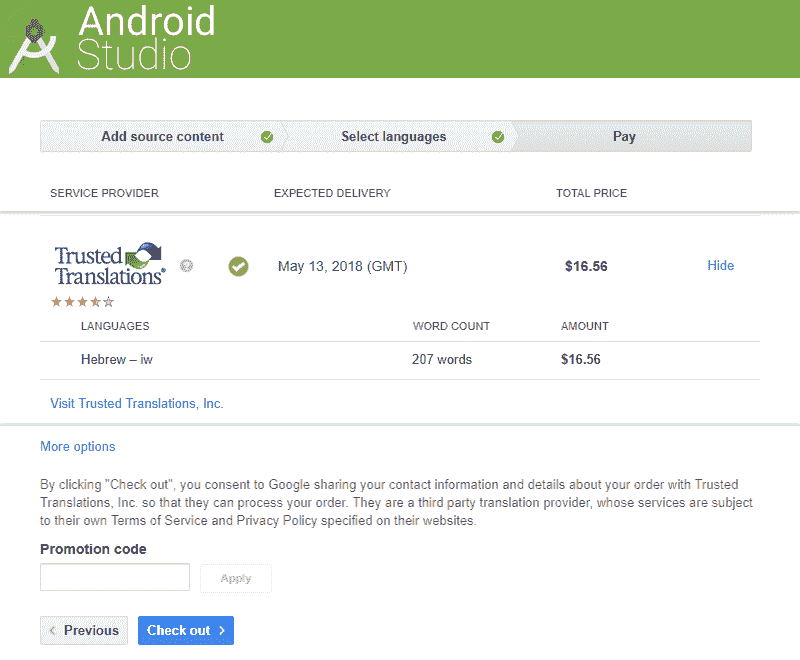 Android
Studio
Add source content
Select languages
Pay
SERVICE PROVIDER
EXPECTED DELIVERY
TOTAL PRICE
Trusted
Translations®
May 13, 2018 (GMT)
$16.56
Hide
LANGUAGES
WORD COUNT
AMOUNT
Hebrew – iw
207 words
$16.56
Visit Trusted Translations, Inc.
More options
By clicking "Check out", you consent to Google sharing your contact information and details about your order with Trusted
Translations, Inc. so that they can process your order. They are a third party translation provider, whose services are subject
to their own Terms of Service and Privacy Policy specified on their websites.
Promotion code
Apply
Previous
Check out